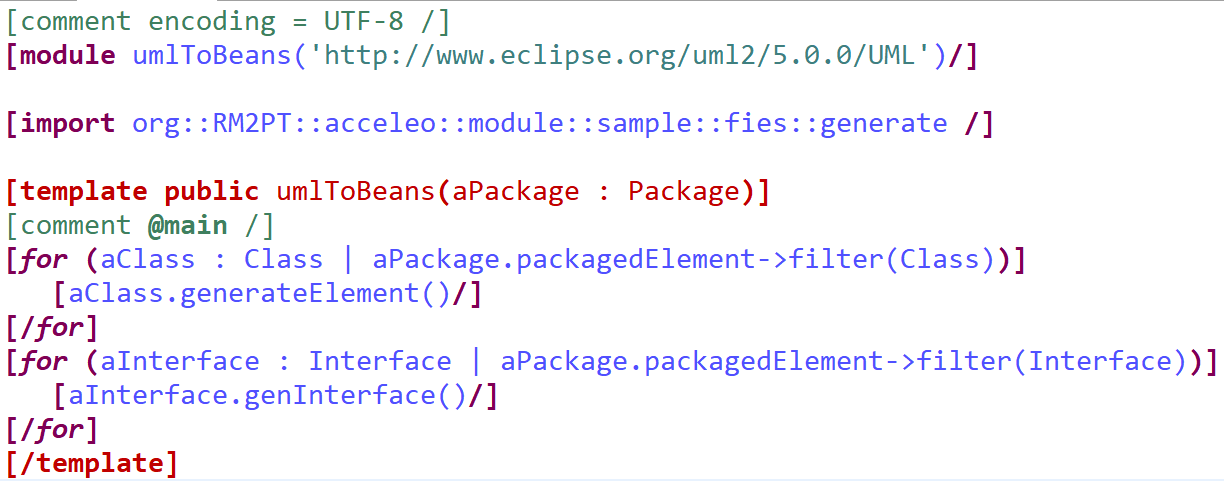 [comment encoding = UTF-8 /]
[module umlToBeans('http://www.eclipse.org/uml2/5.0.0/UML')/]
[import org::RM2PT::acceleo::module::sample::fies::generate /]
[template public umlToBeans(aPackage : Package)]
[comment @main /]
[for (aClass : Class | aPackage.packagedElement->filter(Class))]
[aClass.generateElement()/]
[/for]
[for (aInterface : Interface | aPackage.packagedElement->filter(Interface))]
[aInterface.genInterface()/]
[/for]
[/template]